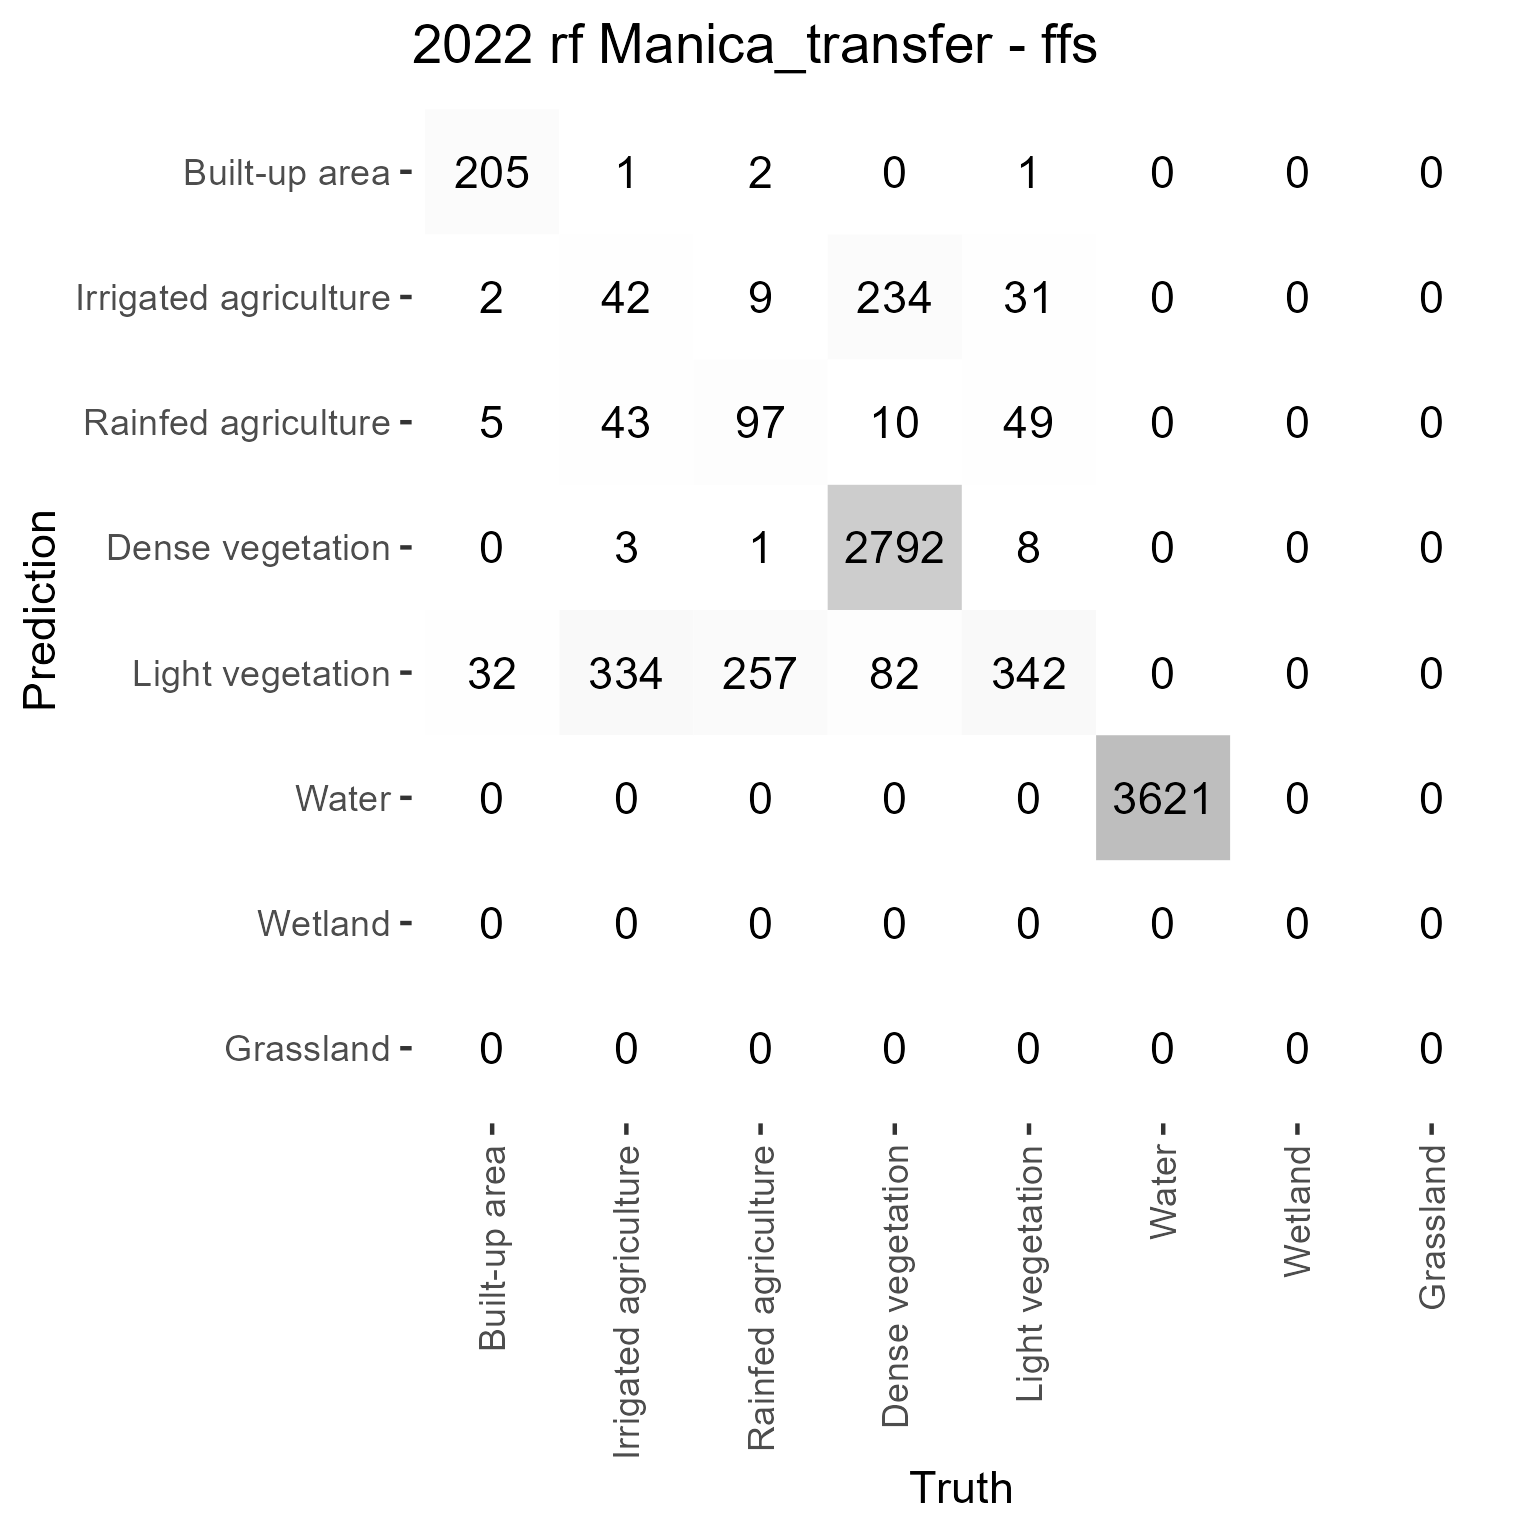 2022 rf Manica_transfer - ffs
Built-up area 205 1 2 0 1 0 0 0
Irrigated agriculture 2 42 9 234 31 0 0 0
Rainfed agriculture 5 43 97 10 49 0 0 0
Dense vegetation 0 3 1 2792 8 0 0 0
Light vegetation 32 334 257 82 342 0 0 0
Water 0 0 0 0 0 3621 0 0
Wetland 0 0 0 0 0 0 0 0
Grassland 0 0 0 0 0 0 0 0
Prediction
Built-up area
Irrigated agriculture
Rainfed agriculture
Dense vegetation
Light vegetation
Water
Wetland
Grassland
Truth